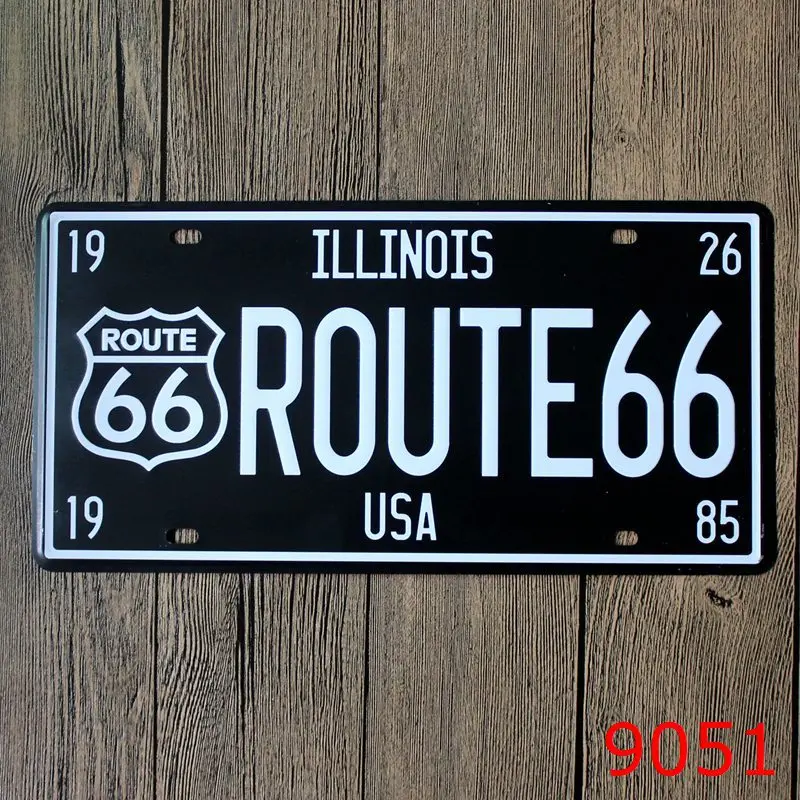 19 ILLINOIS 26
ROUTE
66
ROUTE66
19 USA 85
9051